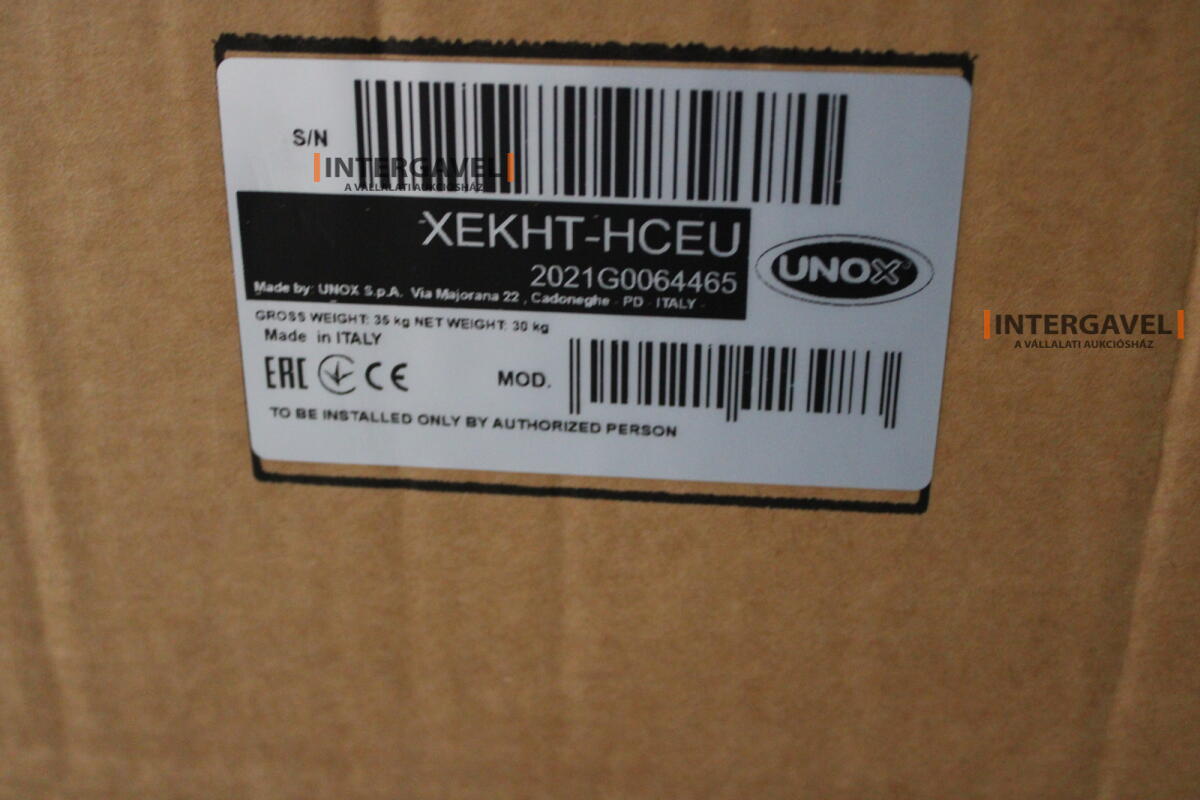 S/N
INTERGAVEL
A VÁLLALATI AUKCIÓSHÁZ
XEKHT-HCEU
2021G0064465
UNOX
Made by: UNOX S.p.A. Via Majorana 22 , Cadoneghe - PD - ITALY -
GROSS WEIGHT: 35 kg NET WEIGHT: 30 kg
Made in ITALY
INTERGAVEL
A VÁLLALATI AUKCIÓSHÁZ
EAC CE
MOD.
TO BE INSTALLED ONLY BY AUTHORIZED PERSON